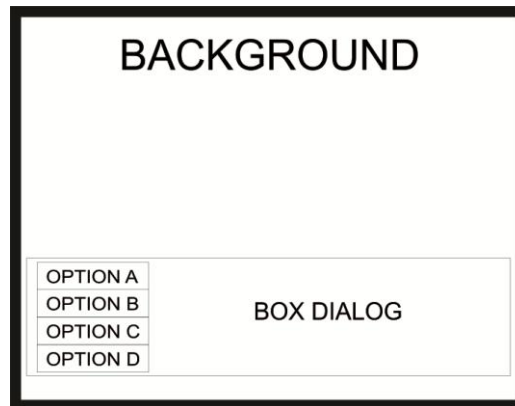 BACKGROUND
OPTION A
OPTION B
OPTION C
OPTION D
BOX DIALOG